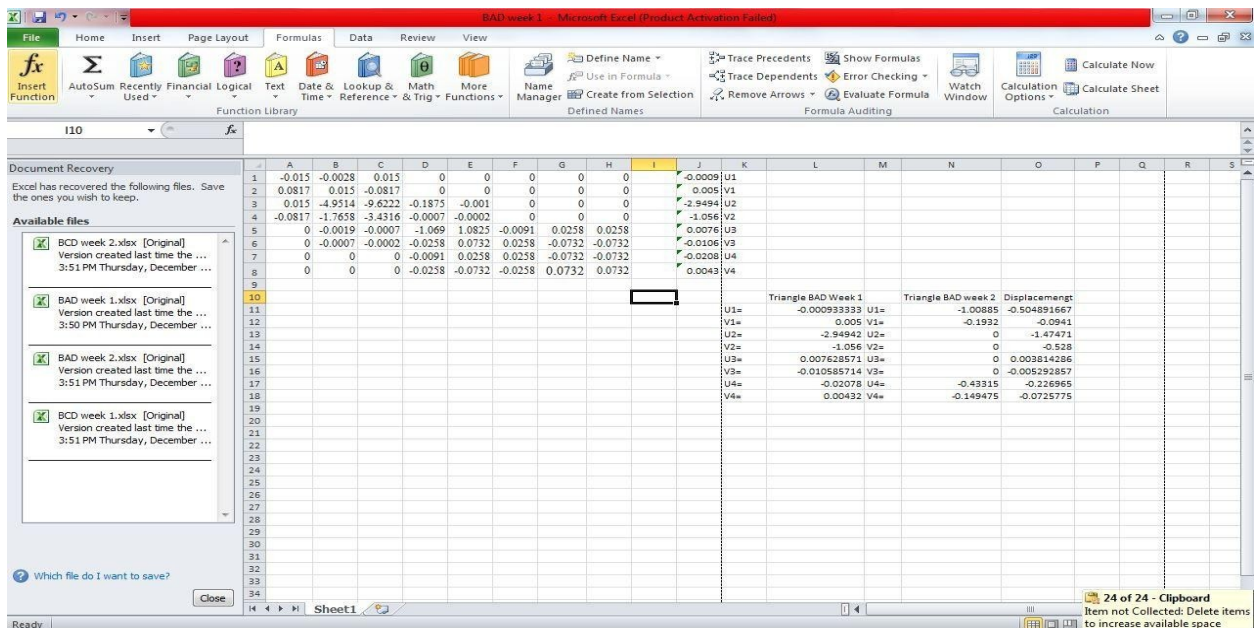 BAD week 1 - Microsoft Excel (Product Activation Failed)
File Home Insert Page Layout Formulas Data Review View
Insert Function
AutoSum Recently Used Financial Logical Text Date & Time Lookup & Reference Math & Trig More Functions
Function Library
Name Manager
Define Name
Use in Formula
Create from Selection
Defined Names
Trace Precedents Show Formulas
Trace Dependents Error Checking
Remove Arrows Evaluate Formula
Watch Window
Formula Auditing
Calculation Options
Calculate Now
Calculate Sheet
Calculation
I10 fx
Document Recovery
Excel has recovered the following files. Save
the ones you wish to keep.
Available files
BCD week 2.xlsx [Original]
Version created last time the ...
3:51 PM Thursday, December ...
BAD week 1.xlsx [Original]
Version created last time the ...
3:50 PM Thursday, December ...
BAD week 2.xlsx [Original]
Version created last time the ...
3:51 PM Thursday, December ...
BCD week 1.xlsx [Original]
Version created last time the ...
3:51 PM Thursday, December ...
Which file do I want to save?
Close
A B C D E F G H I J K L M N O P Q R S
1 -0.015 -0.0028 0.015 0 0 0 0 0 -0.0009 U1
2 0.0817 0.015 -0.0817 0 0 0 0 0 0.005 V1
3 0.015 -4.9514 -9.6222 -0.1875 -0.001 0 0 0 -2.9494 U2
4 -0.0817 -1.7658 -3.4316 -0.0007 -0.0002 0 0 0 -1.056 V2
5 0 -0.0019 -0.0007 -1.069 1.0825 -0.0091 0.0258 0.0258 0.0076 U3
6 0 -0.0007 -0.0002 -0.0258 0.0732 0.0258 -0.0732 -0.0732 -0.0106 V3
7 0 0 0 -0.0091 0.0258 0.0258 -0.0732 -0.0732 -0.0208 U4
8 0 0 0 -0.0258 -0.0732 -0.0258 0.0732 0.0732 0.0043 V4
9
10 Triangle BAD Week 1 Triangle BAD week 2 Displacemengt
11 U1= -0.000933333 U1= -1.00885 -0.504891667
12 V1= 0.005 V1= -0.1932 -0.0941
13 U2= -2.94942 U2= 0 -1.47471
14 V2= -1.056 V2= 0 -0.528
15 U3= 0.007628571 U3= 0 0.003814286
16 V3= -0.010585714 V3= 0 -0.005292857
17 U4= -0.02078 U4= -0.43315 -0.226965
18 V4= 0.00432 V4= -0.149475 -0.0725775
19
20
21
22
23
24
25
26
27
28
29
30
31
32
33
34
Sheet1
Ready
24 of 24 - Clipboard
Item not Collected: Delete items
to increase available space